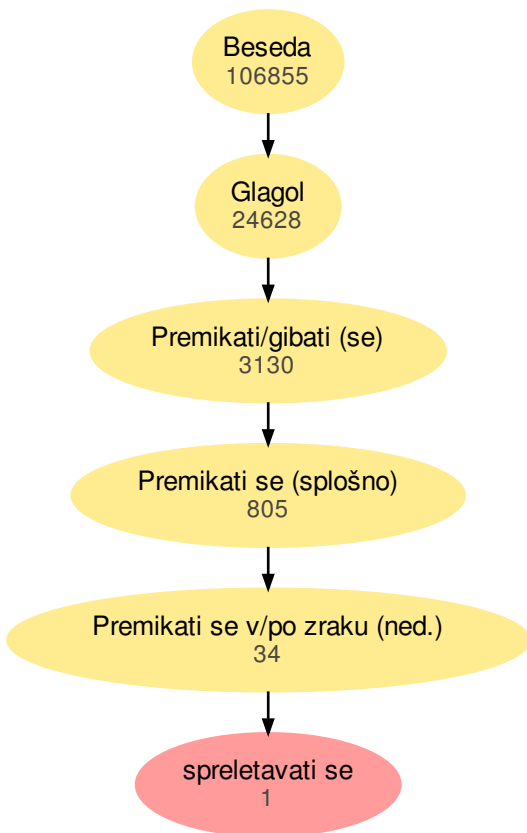 Beseda
106855
Glagol
24628
Premikati/gibati (se)
3130
Premikati se (splošno)
805
Premikati se v/po zraku (ned.)
34
spreletavati se
1